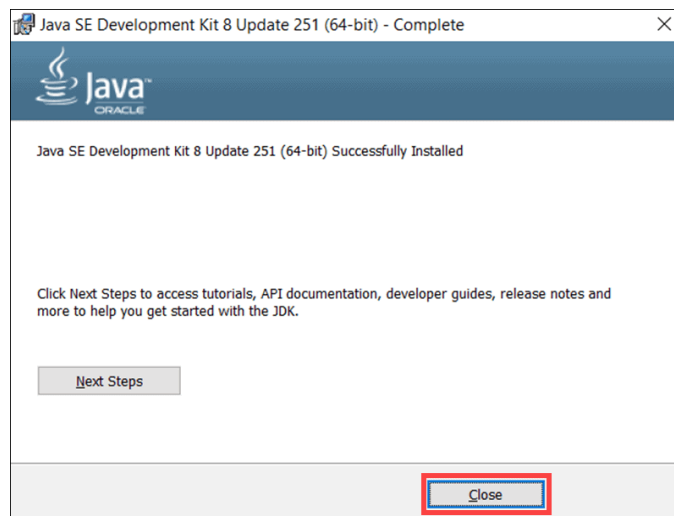 Java SE Development Kit 8 Update 251 (64-bit) - Complete
Java™
ORACLE
Java SE Development Kit 8 Update 251 (64-bit) Successfully Installed
Click Next Steps to access tutorials, API documentation, developer guides, release notes and
more to help you get started with the JDK.
Next Steps
Close